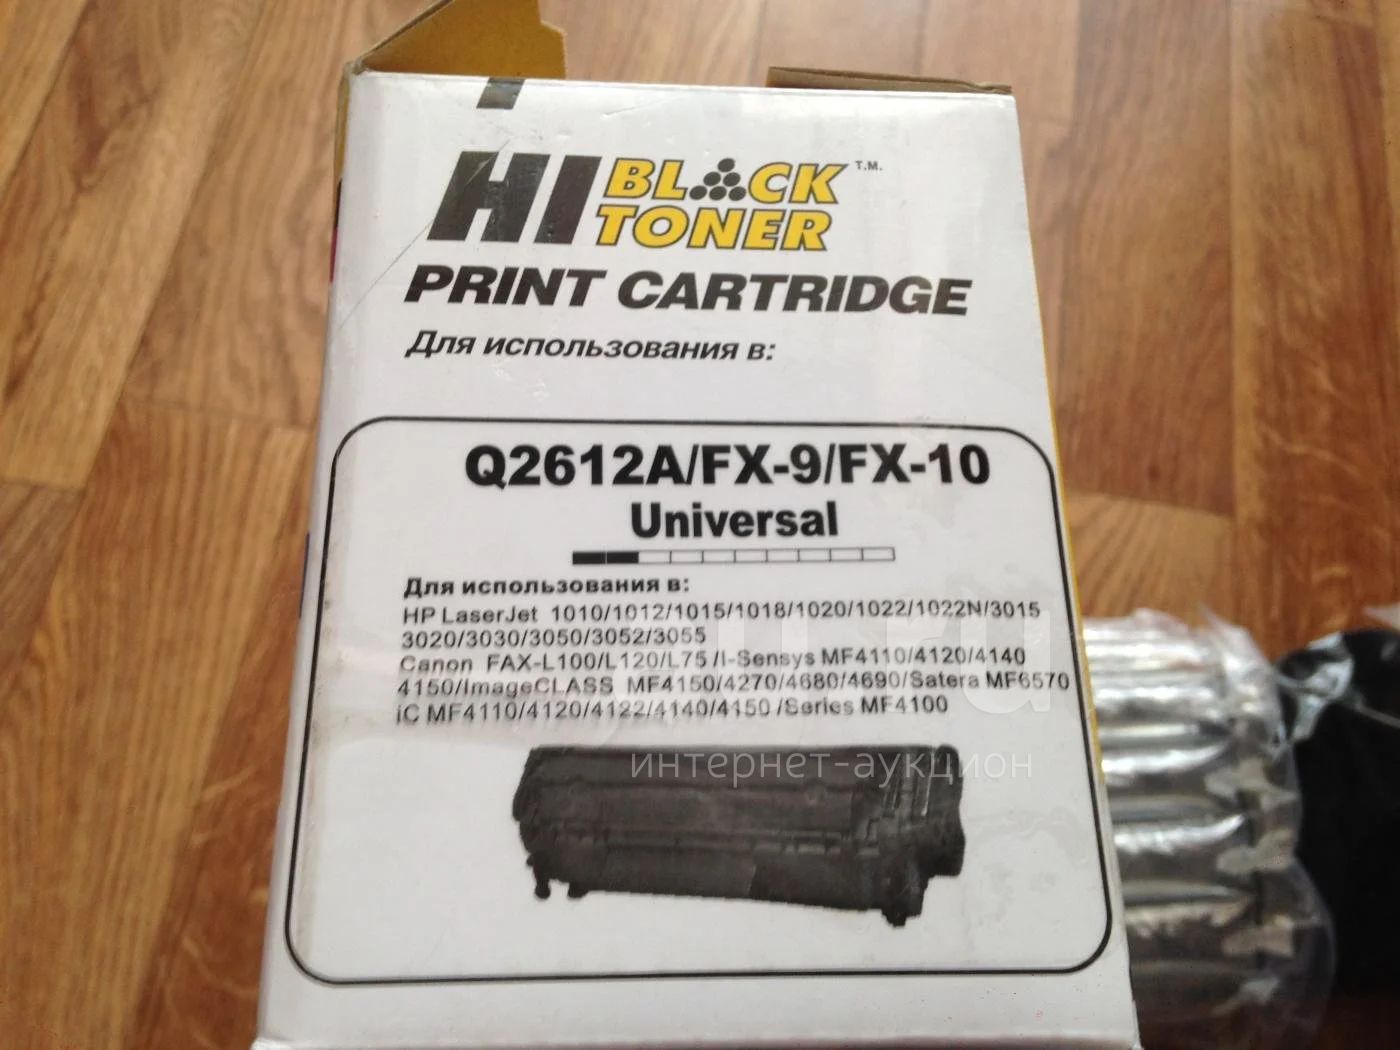 HI BLACK T.M.
TONER
PRINT CARTRIDGE
Для использования в:
Q2612A/FX-9/FX-10
Universal
Для использования в:
HP LaserJet 1010/1012/1015/1018/1020/1022/1022N/3015
3020/3030/3050/3052/3055
Canon FAX-L100/L120/L75 /I-Sensys MF4110/4120/4140
4150/ImageCLASS MF4150/4270/4680/4690/Satera MF6570
iC MF4110/4120/4122/4140/4150 /Series MF4100
интернет-аукцион